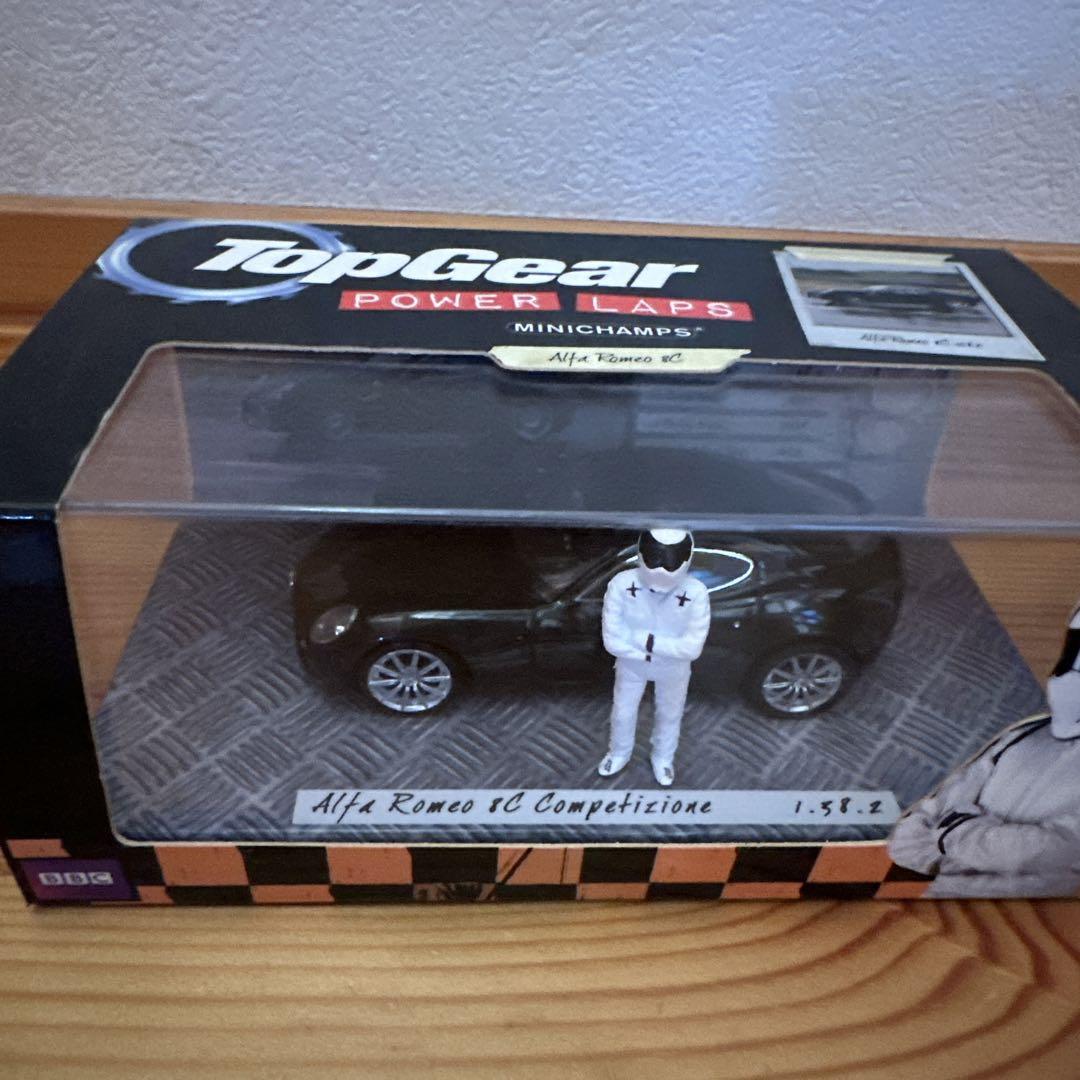 TopGear
POWER LAPS
MINICHAMPS
Alfa Romeo 8C
Alfa Romeo 8C Competizione 1.38.2
BBC